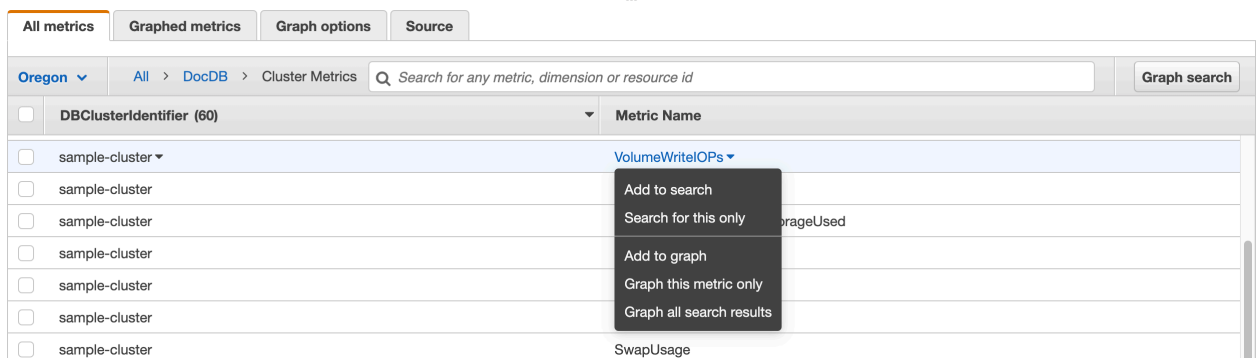 All metrics Graphed metrics Graph options Source
Oregon All > DocDB > Cluster Metrics Search for any metric, dimension or resource id Graph search
DBClusterIdentifier (60) Metric Name
sample-cluster VolumeWriteIOPs
sample-cluster Add to search
sample-cluster Search for this only orageUsed
sample-cluster Add to graph
sample-cluster Graph this metric only
sample-cluster Graph all search results
sample-cluster SwapUsage